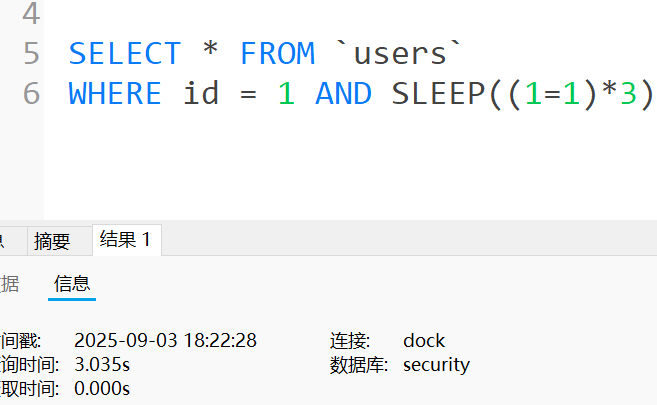 4
5 SELECT * FROM `users`
6 WHERE id = 1 AND SLEEP((1=1)*3)
摘要 结果 1
信息
间戳: 2025-09-03 18:22:28 连接: dock
询时间: 3.035s 数据库: security
取时间: 0.000s